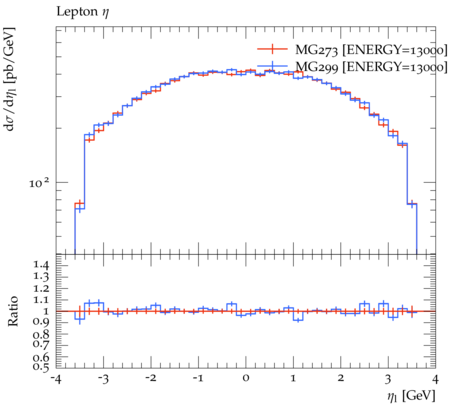 Lepton η
MG273 [ENERGY=13000]
MG299 [ENERGY=13000]
dσ/dηl [pb/GeV]
10²
Ratio
1.4
1.3
1.2
1.1
1
0.9
0.8
0.7
0.6
0.5
-4 -3 -2 -1 0 1 2 3 4
ηl [GeV]